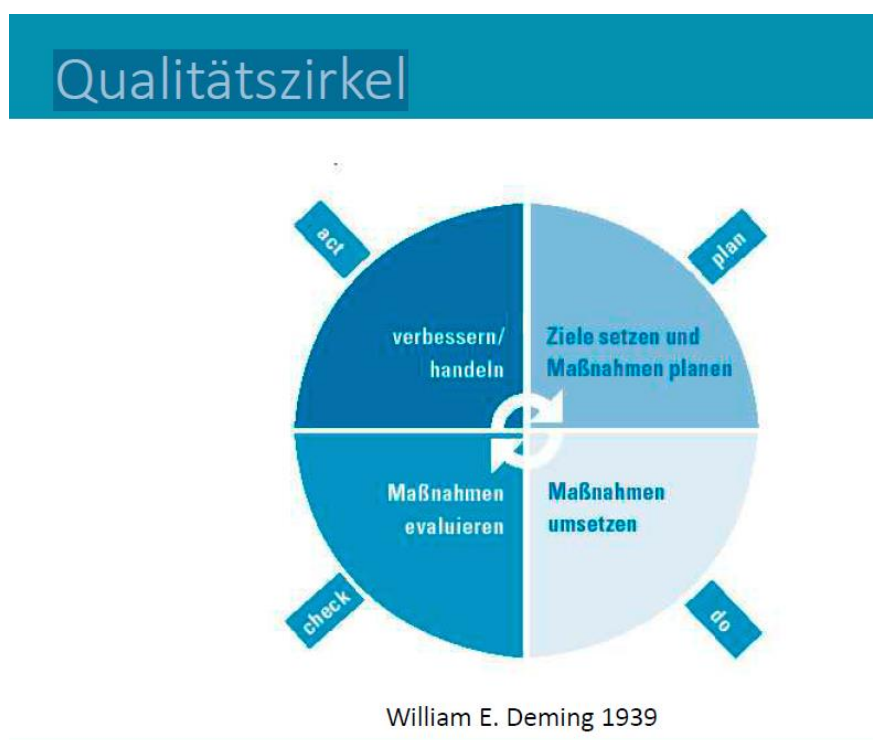 Qualitätszirkel
act
plan
verbessern/
handeln
Ziele setzen und
Maßnahmen planen
Maßnahmen
evaluieren
Maßnahmen
umsetzen
check
do
William E. Deming 1939